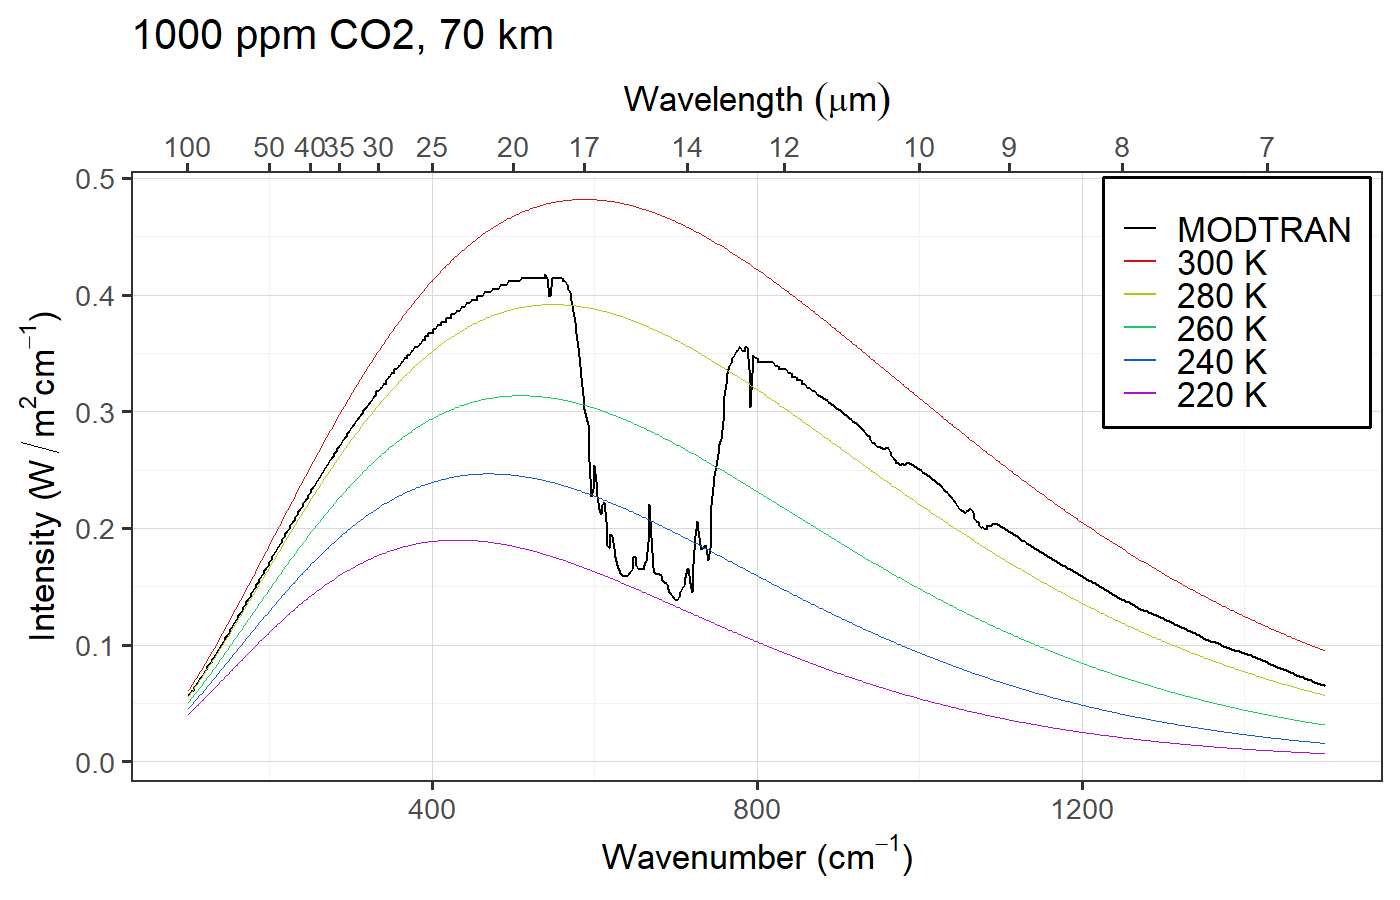 1000 ppm CO2, 70 km
Wavelength (μm)
100 50 40 35 30 25 20 17 14 12 10 9 8 7
0.5
0.4
0.3
0.2
0.1
0.0
Intensity (W / m²cm⁻¹)
MODTRAN
300 K
280 K
260 K
240 K
220 K
400 800 1200
Wavenumber (cm⁻¹)